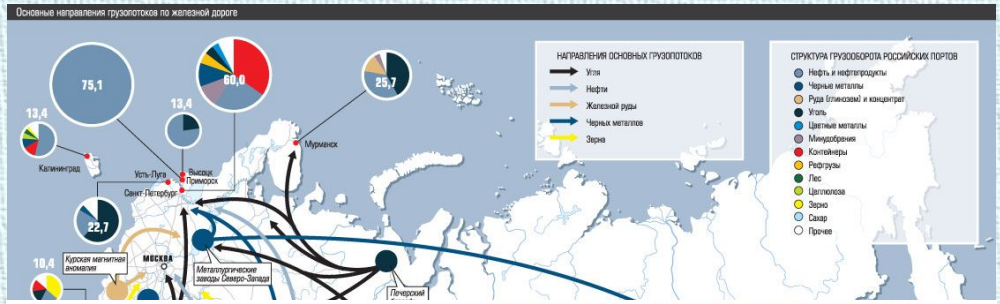 Основные направления грузопотоков по железной дороге
НАПРАВЛЕНИЯ ОСНОВНЫХ ГРУЗОПОТОКОВ
Угля
Нефти
Железной руды
Черных металлов
Зерна
СТРУКТУРА ГРУЗООБОРОТА РОССИЙСКИХ ПОРТОВ
Нефть и нефтепродукты
Черные металлы
Руда (глинозем) и концентрат
Уголь
Цветные металлы
Минудобрения
Контейнеры
Рефгрузы
Лес
Целлюлоза
Зерно
Сахар
Прочее
75,1
60,0
25,7
13,4
13,4
Мурманск
Калининград
Усть-Луга
Высоцк
Приморск
Санкт-Петербург
22,7
Курская магнитная
аномалия
МОСКВА
Металлургические
заводы Северо-Запада
10,4
Печорский